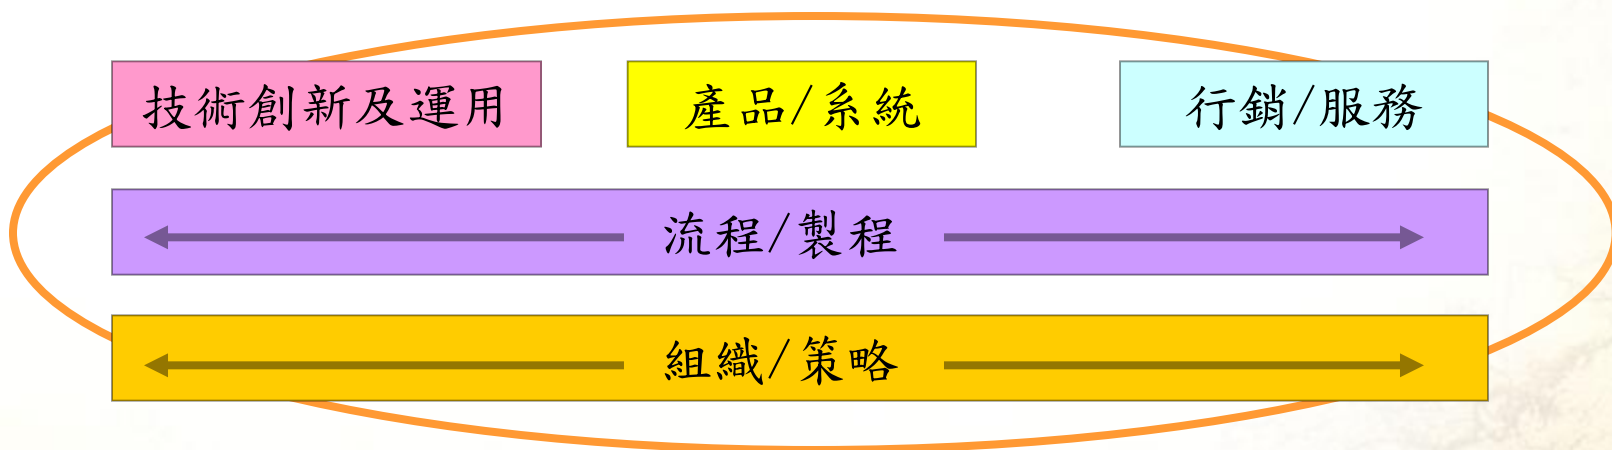 技術創新及運用
產品/系統
行銷/服務
流程/製程
組織/策略